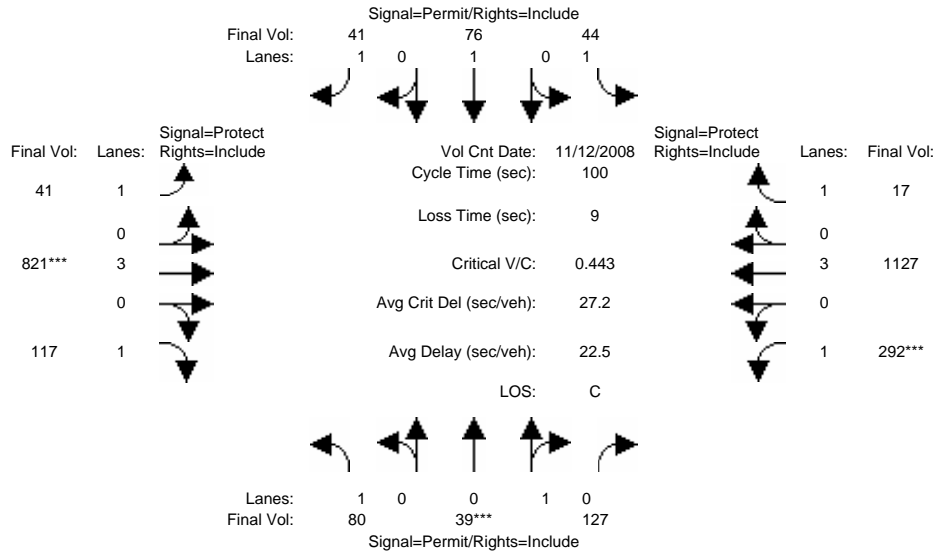 Signal=Permit/Rights=Include
Final Vol: 41 76 44
Lanes: 1 0 1 0 1
Signal=Protect Signal=Protect
Final Vol: Lanes: Rights=Include Vol Cnt Date: 11/12/2008 Rights=Include Lanes: Final Vol:
Cycle Time (sec): 100
41 1 1 17
Loss Time (sec): 9
0 0
821*** 3 Critical V/C: 0.443 3 1127
0 Avg Crit Del (sec/veh): 27.2 0
117 1 Avg Delay (sec/veh): 22.5 1 292***
LOS: C
Lanes: 1 0 0 1 0
Final Vol: 80 39*** 127
Signal=Permit/Rights=Include